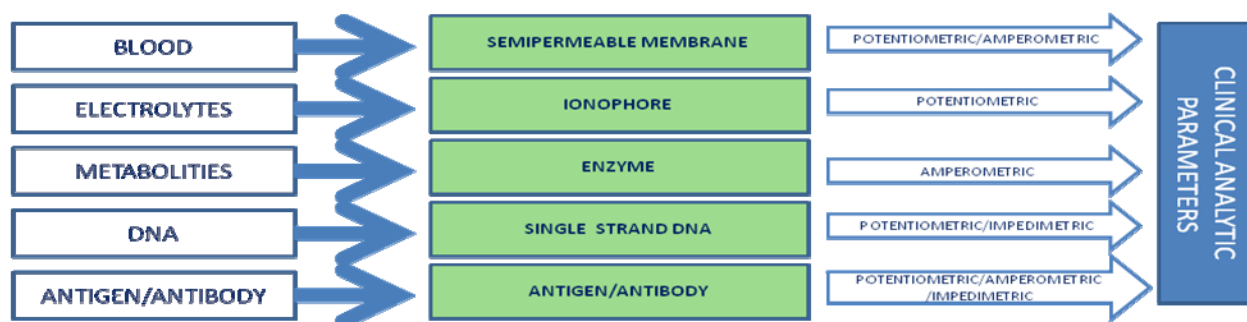 BLOOD
SEMIPERMEABLE MEMBRANE
POTENTIOMETRIC/AMPEROMETRIC
ELECTROLYTES
IONOPHORE
POTENTIOMETRIC
METABOLITIES
ENZYME
AMPEROMETRIC
DNA
SINGLE STRAND DNA
POTENTIOMETRIC/IMPEDIMETRIC
ANTIGEN/ANTIBODY
ANTIGEN/ANTIBODY
POTENTIOMETRIC/AMPEROMETRIC
/IMPEDIMETRIC
CLINICAL ANALYTIC
PARAMETERS